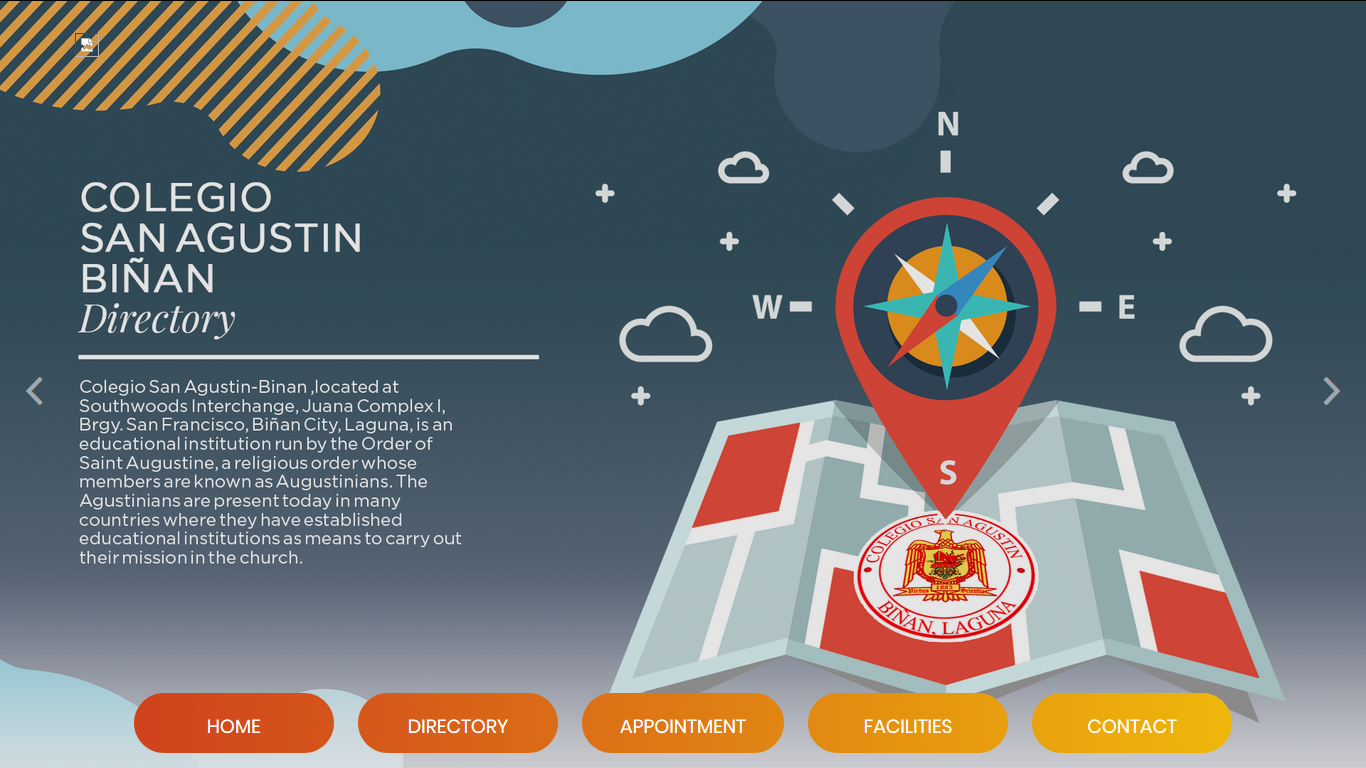 COLEGIO
SAN AGUSTIN
BIÑAN
Directory
Colegio San Agustin-Binan ,located at
Southwoods Interchange, Juana Complex I,
Brgy. San Francisco, Biñan City, Laguna, is an
educational institution run by the Order of
Saint Augustine, a religious order whose
members are known as Augustinians. The
Agustinians are present today in many
countries where they have established
educational institutions as means to carry out
their mission in the church.
N
W
E
S
COLEGIO SAN AGUSTIN
1985
Virtus Scientia
BIÑAN, LAGUNA
HOME
DIRECTORY
APPOINTMENT
FACILITIES
CONTACT